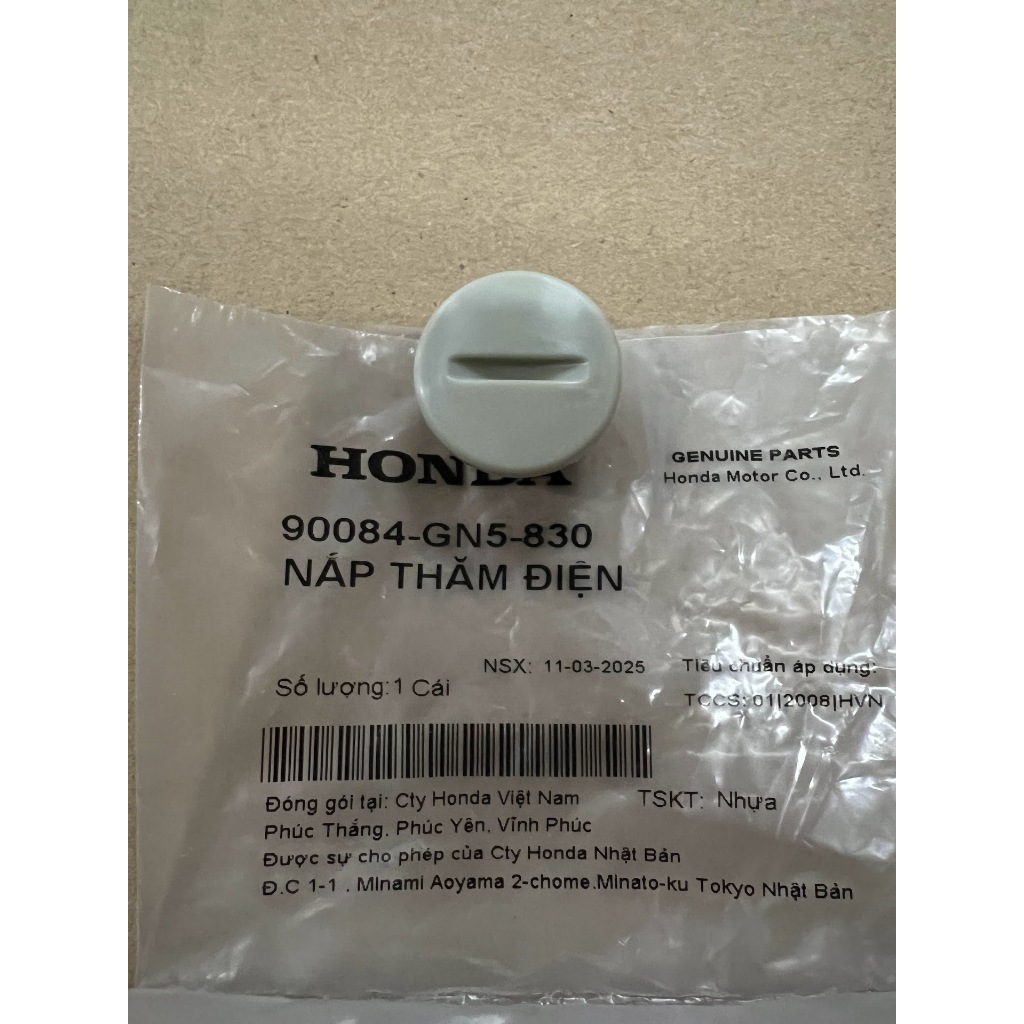 HONDA
GENUINE PARTS
Honda Motor Co., Ltd.
90084-GN5-830
NẮP THĂM ĐIỆN
NSX: 11-03-2025
Tiêu chuẩn áp dụng:
Số lượng:1 Cái
TCCS: 01|2008|HVN
Đóng gói tại: Cty Honda Việt Nam
TSKT: Nhựa
Phúc Thắng, Phúc Yên, Vĩnh Phúc
Được sự cho phép của Cty Honda Nhật Bản
Đ.C 1-1 , MInami Aoyama 2-chome.Minato-ku Tokyo Nhật Bản